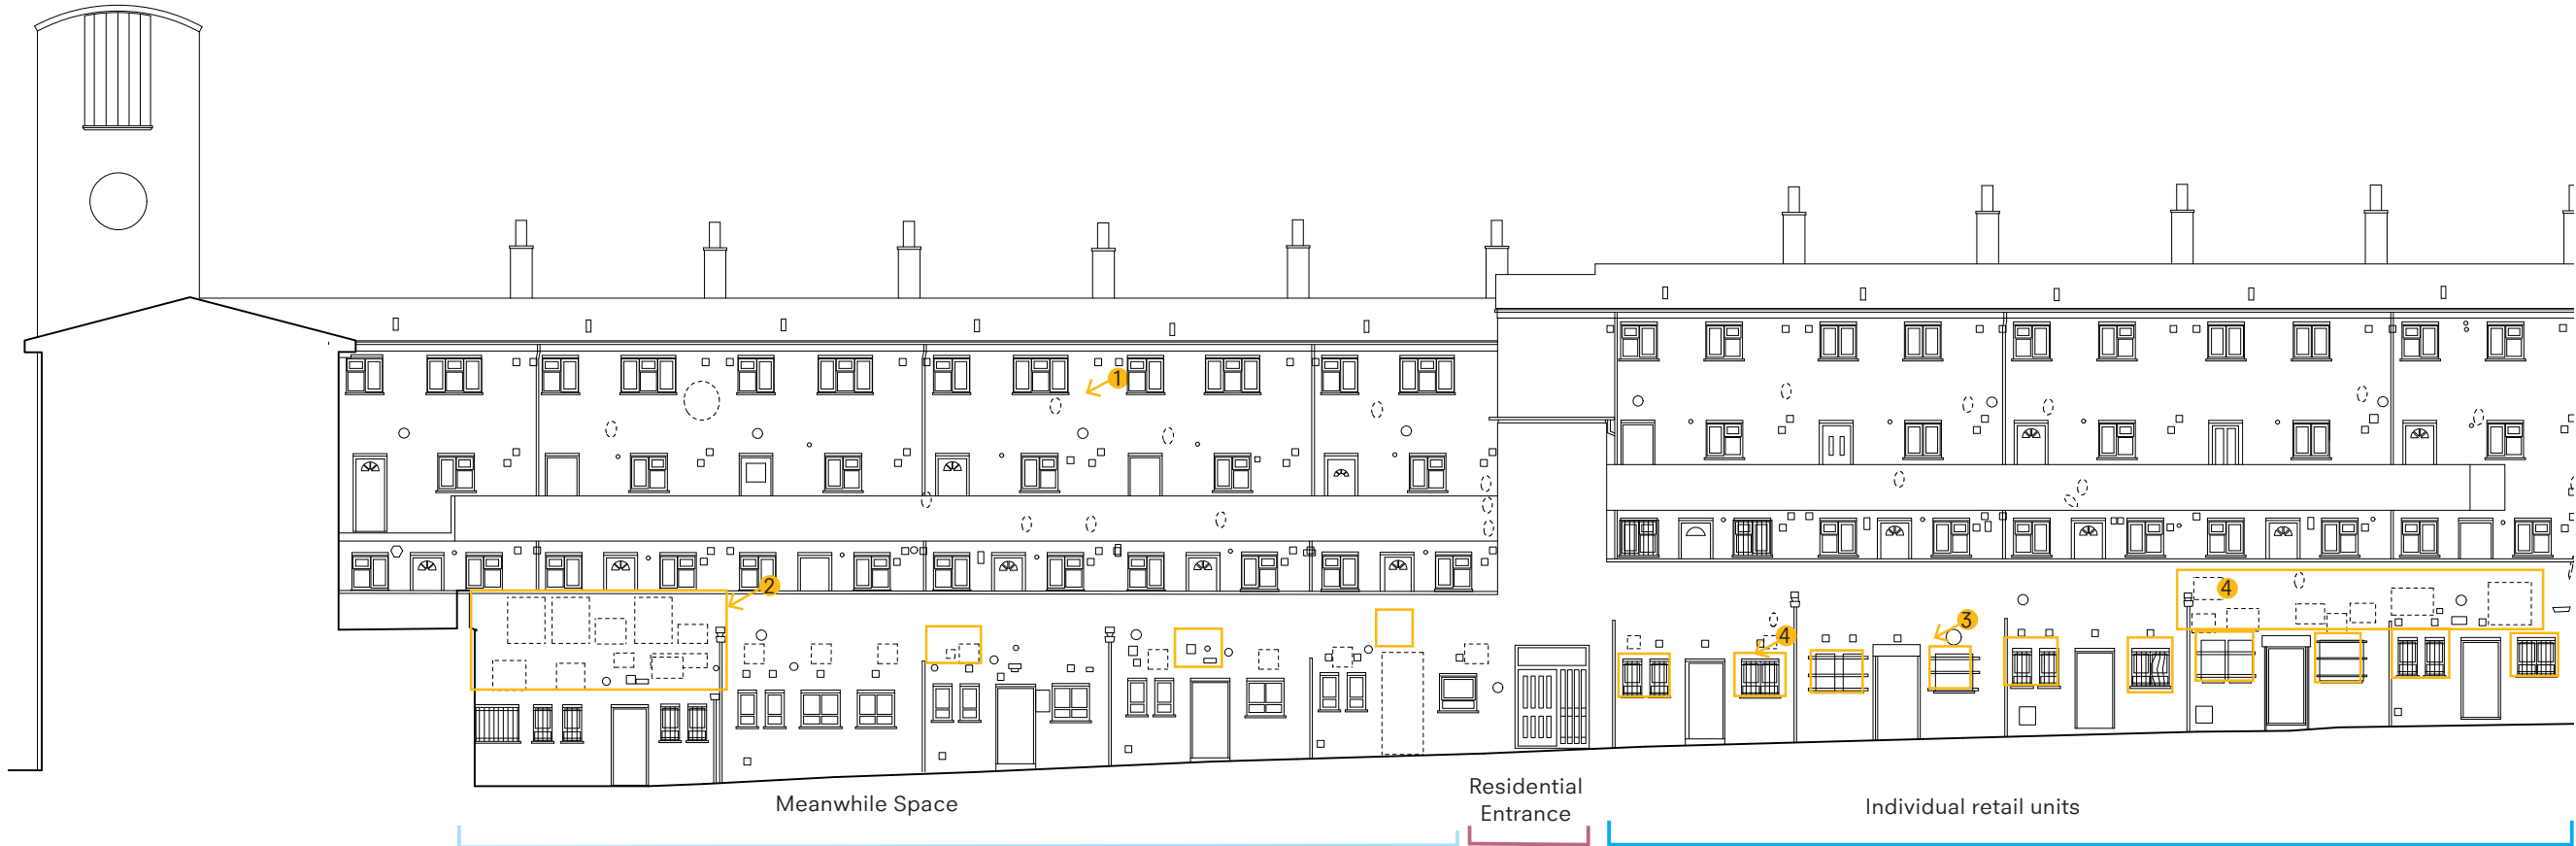 1
2
4
3
4
Meanwhile Space
Residential
Entrance
Individual retail units